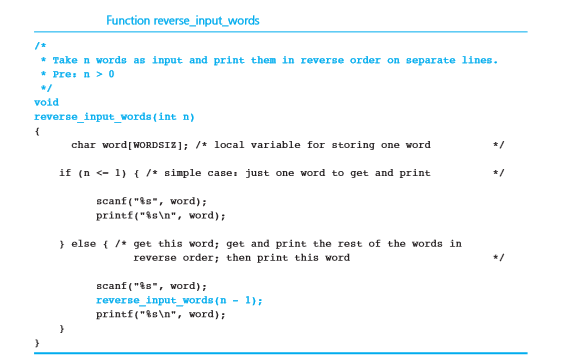 Function reverse_input_words
/*
 * Take n words as input and print them in reverse order on separate lines.
 * Pre: n > 0
 */
void
reverse_input_words(int n)
{
      char word[WORDSIZ]; /* local variable for storing one word          */

    if (n <= 1) { /* simple case: just one word to get and print          */

          scanf("%s", word);
          printf("%s\n", word);

    } else { /* get this word; get and print the rest of the words in
                reverse order; then print this word                       */

          scanf("%s", word);
          reverse_input_words(n - 1);
          printf("%s\n", word);
    }
}